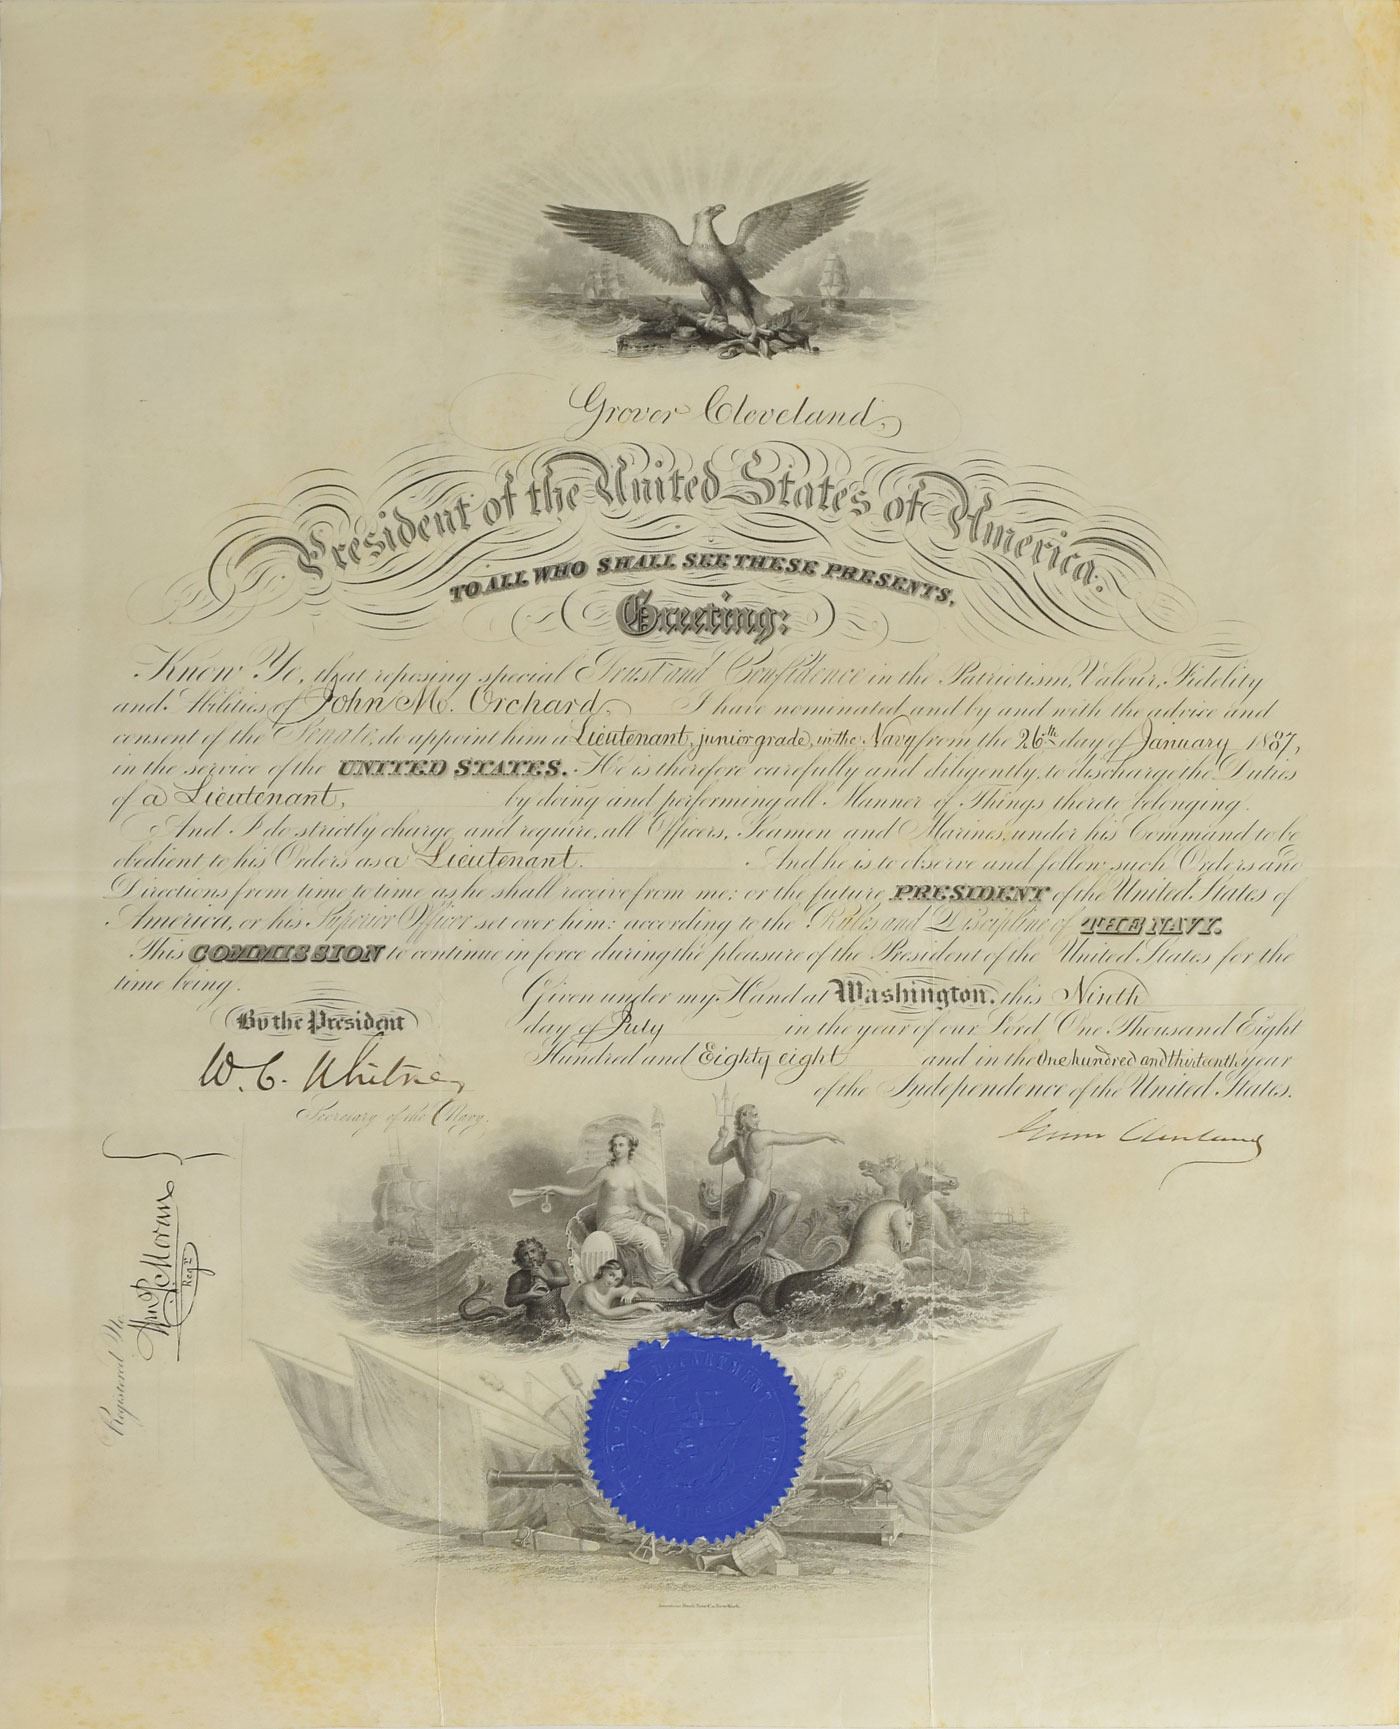 Grover Cleveland,
President of the United States of America.
TO ALL WHO SHALL SEE THESE PRESENTS,
Greeting:
Know Ye, that reposing special Trust and Confidence in the Patriotism, Valour, Fidelity
and Abilities of John M. Orchard, I have nominated and by and with the advice and
consent of the Senate, do appoint him a Lieutenant, junior grade, in the Navy from the 26th day of January 1887,
in the service of the UNITED STATES. He is therefore carefully and diligently, to discharge the Duties
of a Lieutenant, by doing and performing all Manner of Things thereto belonging.
And I do strictly charge and require, all Officers, Seamen and Marines, under his Command to be
obedient to his Orders as a Lieutenant. And he is to observe and follow such Orders and
Directions from time to time as he shall receive from me: or the future PRESIDENT of the United States of
America, or his Superior Officer set over him: according to the Rules and Discipline of THE NAVY.
This COMMISSION to continue in force during the pleasure of the President of the United States for the
time being.
Given under my Hand at Washington, this Ninth
day of July in the year of our Lord, One Thousand Eight
Hundred and Eighty eight and in the One hundred and thirteenth year
of the Independence of the United States.
By the President
W. C. Whitney
Secretary of the Navy.
Grover Cleveland
Registered No.
Wm P. Moran
Regr
NAVY DEPARTMENT
American Bank Note Co. New York.